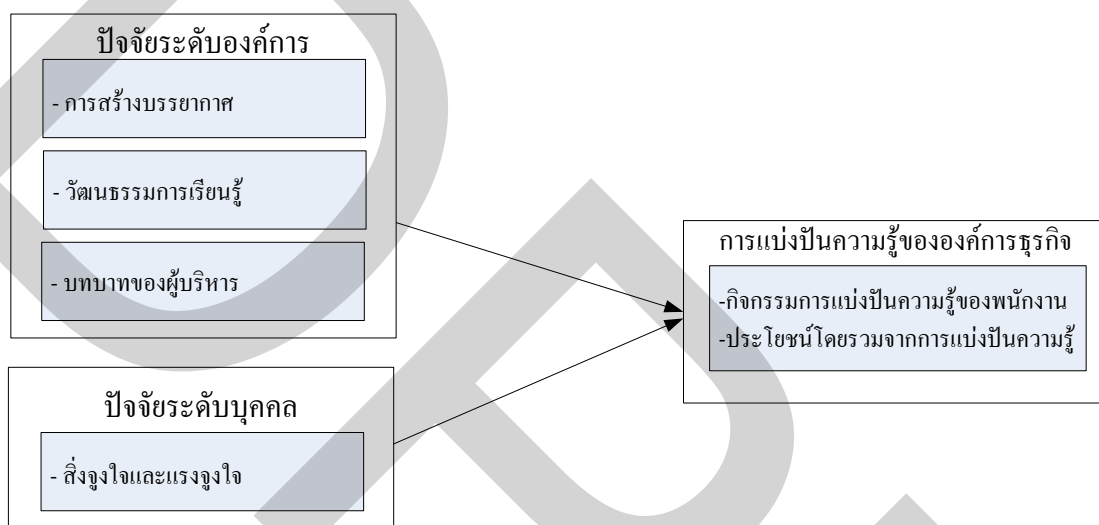 ปัจจัยระดับองค์การ
- การสร้างบรรยากาศ
- วัฒนธรรมการเรียนรู้
- บทบาทของผู้บริหาร
การแบ่งปันความรู้ขององค์การธุรกิจ
-กิจกรรมการแบ่งปันความรู้ของพนักงาน
-ประโยชน์โดยรวมจากการแบ่งปันความรู้
ปัจจัยระดับบุคคล
- สิ่งจูงใจและแรงจูงใจ